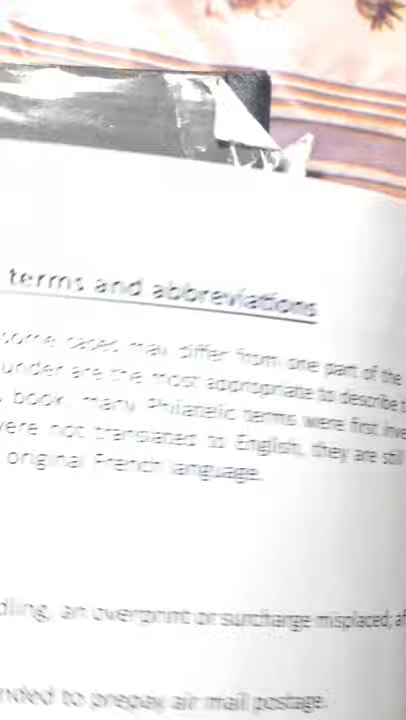 terms and abbreviations
some cases may differ from one part of the
under are the most appropriate to describe
book, many Philatelic terms were first
were not translated to English, they are still
original French language.
an overprint or surcharge misplaced,
to prepay air mail postage.